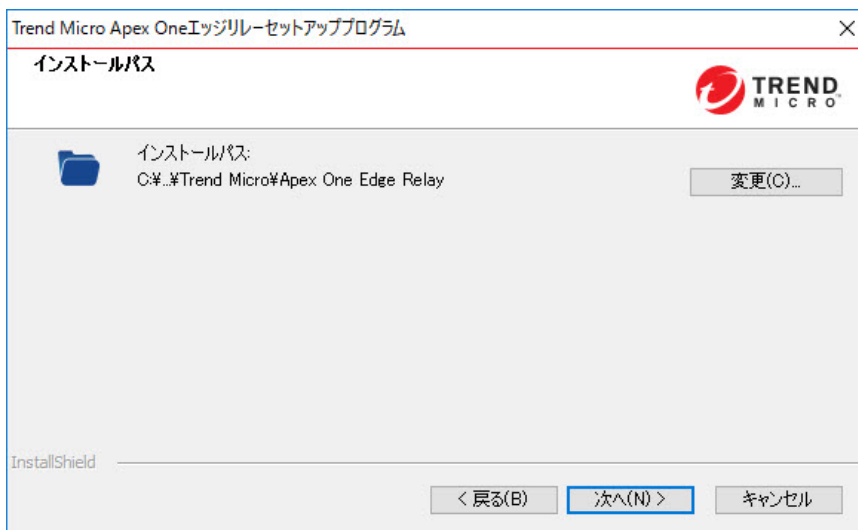 Trend Micro Apex Oneエッジリレーセットアッププログラム
インストールパス
TREND
MICRO
インストールパス:
C:¥...¥Trend Micro¥Apex One Edge Relay
変更(C)...
InstallShield
< 戻る(B)
次へ(N) >
キャンセル